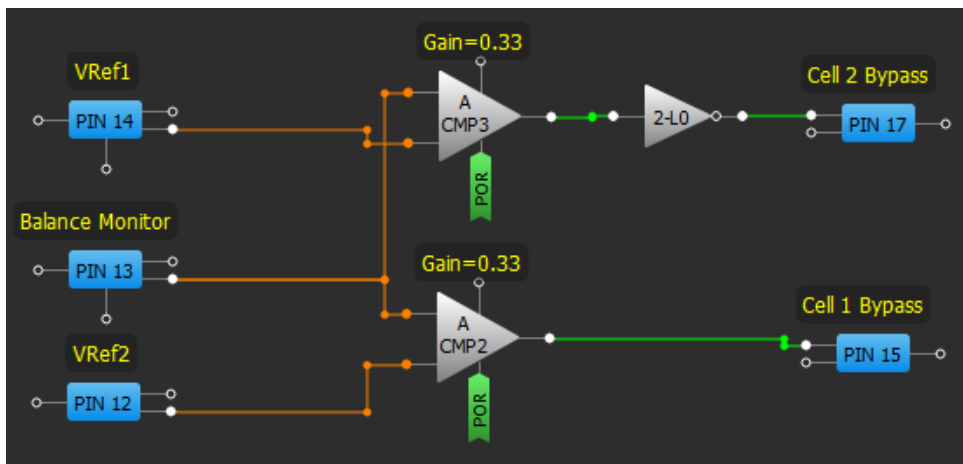 Gain=0.33
VRef1
Cell 2 Bypass
A
CMP3
PIN 14
2-L0
PIN 17
POR
Balance Monitor
Gain=0.33
PIN 13
Cell 1 Bypass
A
CMP2
VRef2
PIN 15
PIN 12
POR